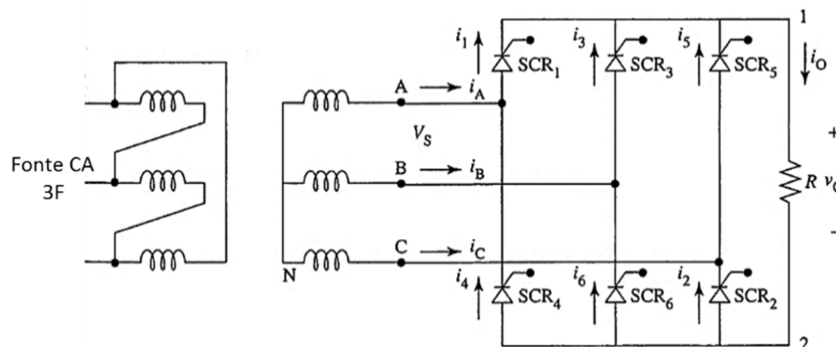 Fonte CA
3F
N
A
i_A
V_S
B
i_B
C
i_C
i_1
SCR_1
i_3
SCR_3
i_5
SCR_5
i_4
SCR_4
i_6
SCR_6
i_2
SCR_2
1
i_O
+
R
−
2